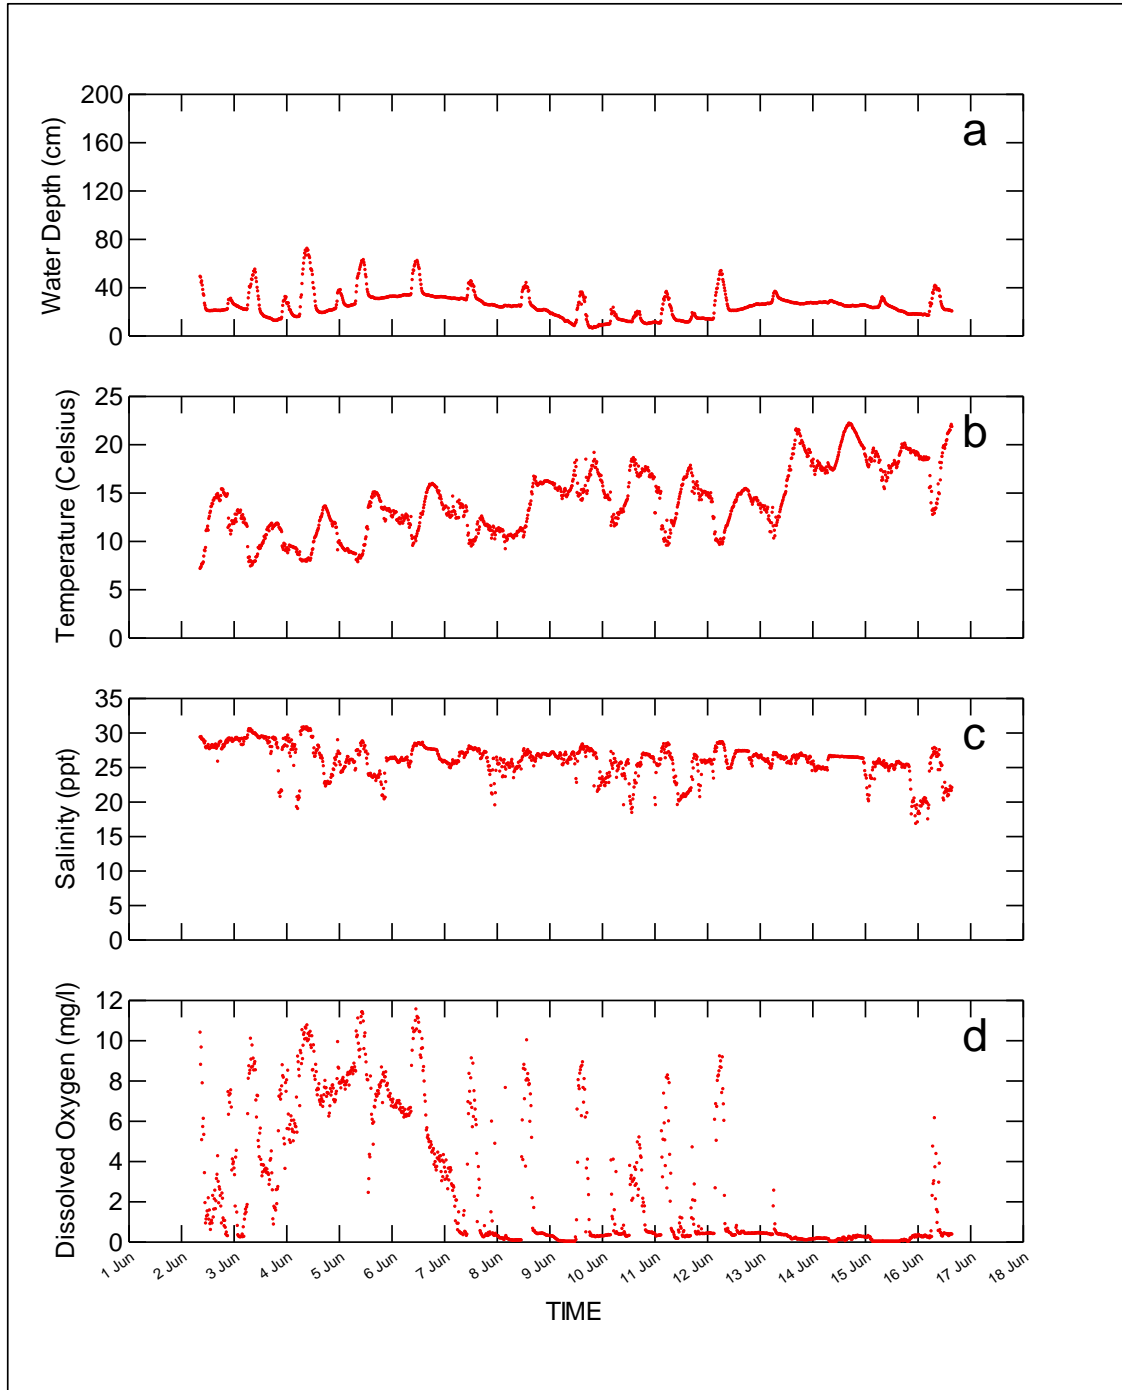 200
160
120
80
40
0
Water Depth (cm)
a
25
20
15
10
5
0
Temperature (Celsius)
b
35
30
25
20
15
10
5
0
Salinity (ppt)
c
12
10
8
6
4
2
0
Dissolved Oxygen (mg/l)
d
1 Jun 2 Jun 3 Jun 4 Jun 5 Jun 6 Jun 7 Jun 8 Jun 9 Jun 10 Jun 11 Jun 12 Jun 13 Jun 14 Jun 15 Jun 16 Jun 17 Jun 18 Jun
TIME